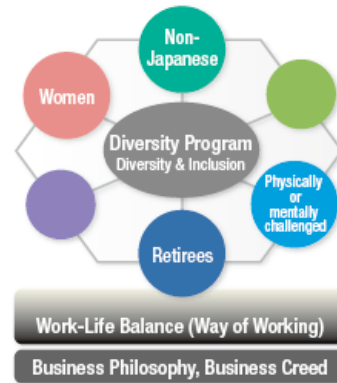 Non-
Japanese
Women
Diversity Program
Diversity & Inclusion
Physically
or
mentally
challenged
Retirees
Work-Life Balance (Way of Working)
Business Philosophy, Business Creed